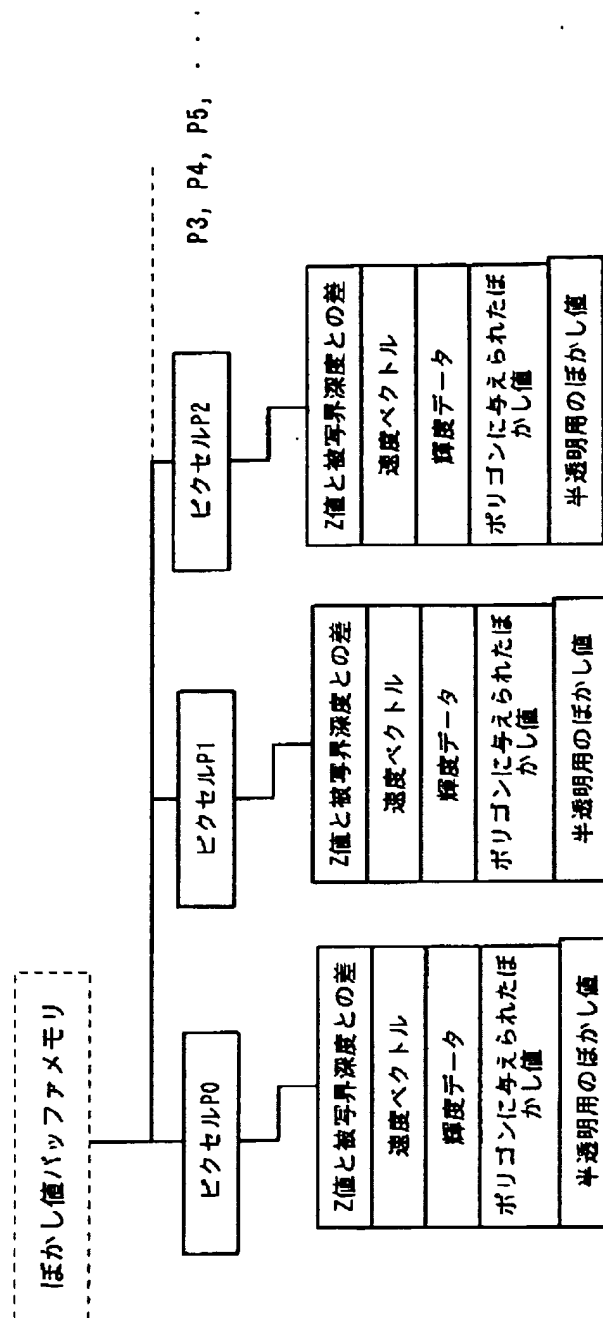 ぼかし値バッファメモリ
ピクセルP0
ピクセルP1
ピクセルP2
P3, P4, P5, ・・・
Z値と被写界深度との差
速度ベクトル
輝度データ
ポリゴンに与えられたぼ
かし値
半透明用のぼかし値
Z値と被写界深度との差
速度ベクトル
輝度データ
ポリゴンに与えられたぼ
かし値
半透明用のぼかし値
Z値と被写界深度との差
速度ベクトル
輝度データ
ポリゴンに与えられたぼ
かし値
半透明用のぼかし値